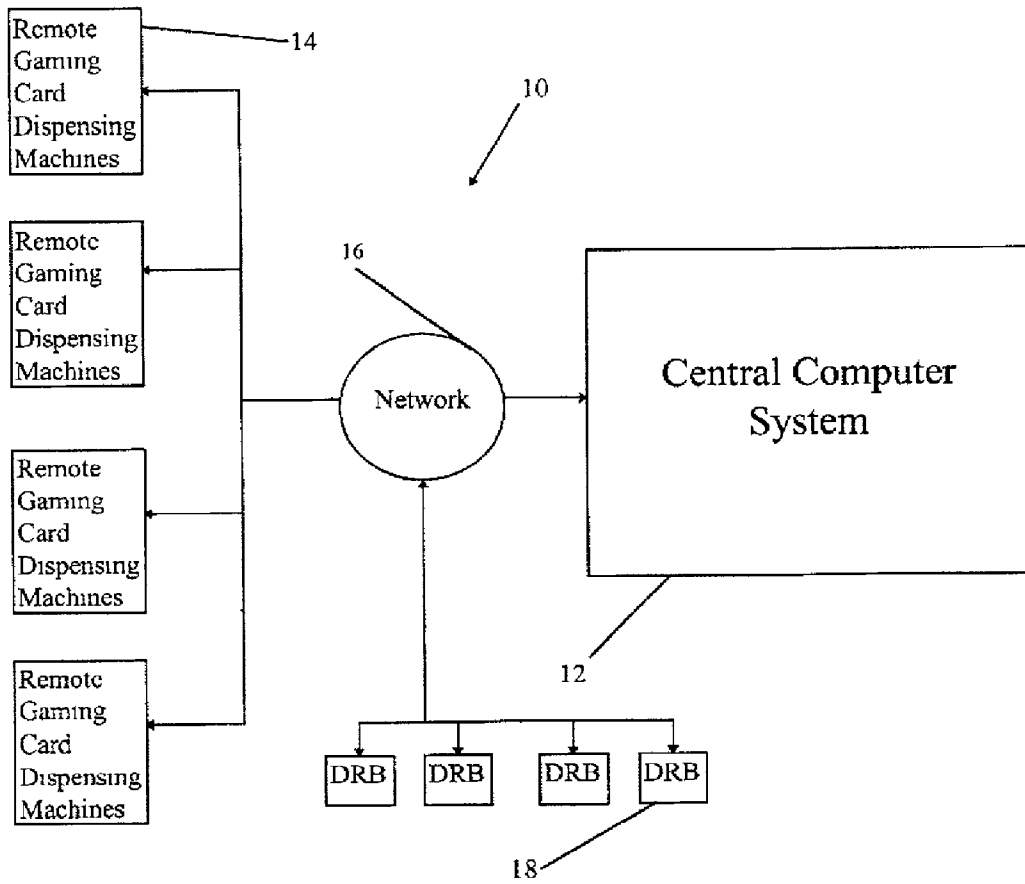 Remote
Gaming
Card
Dispensing
Machines
14
10
Remote
Gaming
Card
Dispensing
Machines
16
Network
Central Computer
System
Remote
Gaming
Card
Dispensing
Machines
12
Remote
Gaming
Card
Dispensing
Machines
DRB
DRB
DRB
DRB
18